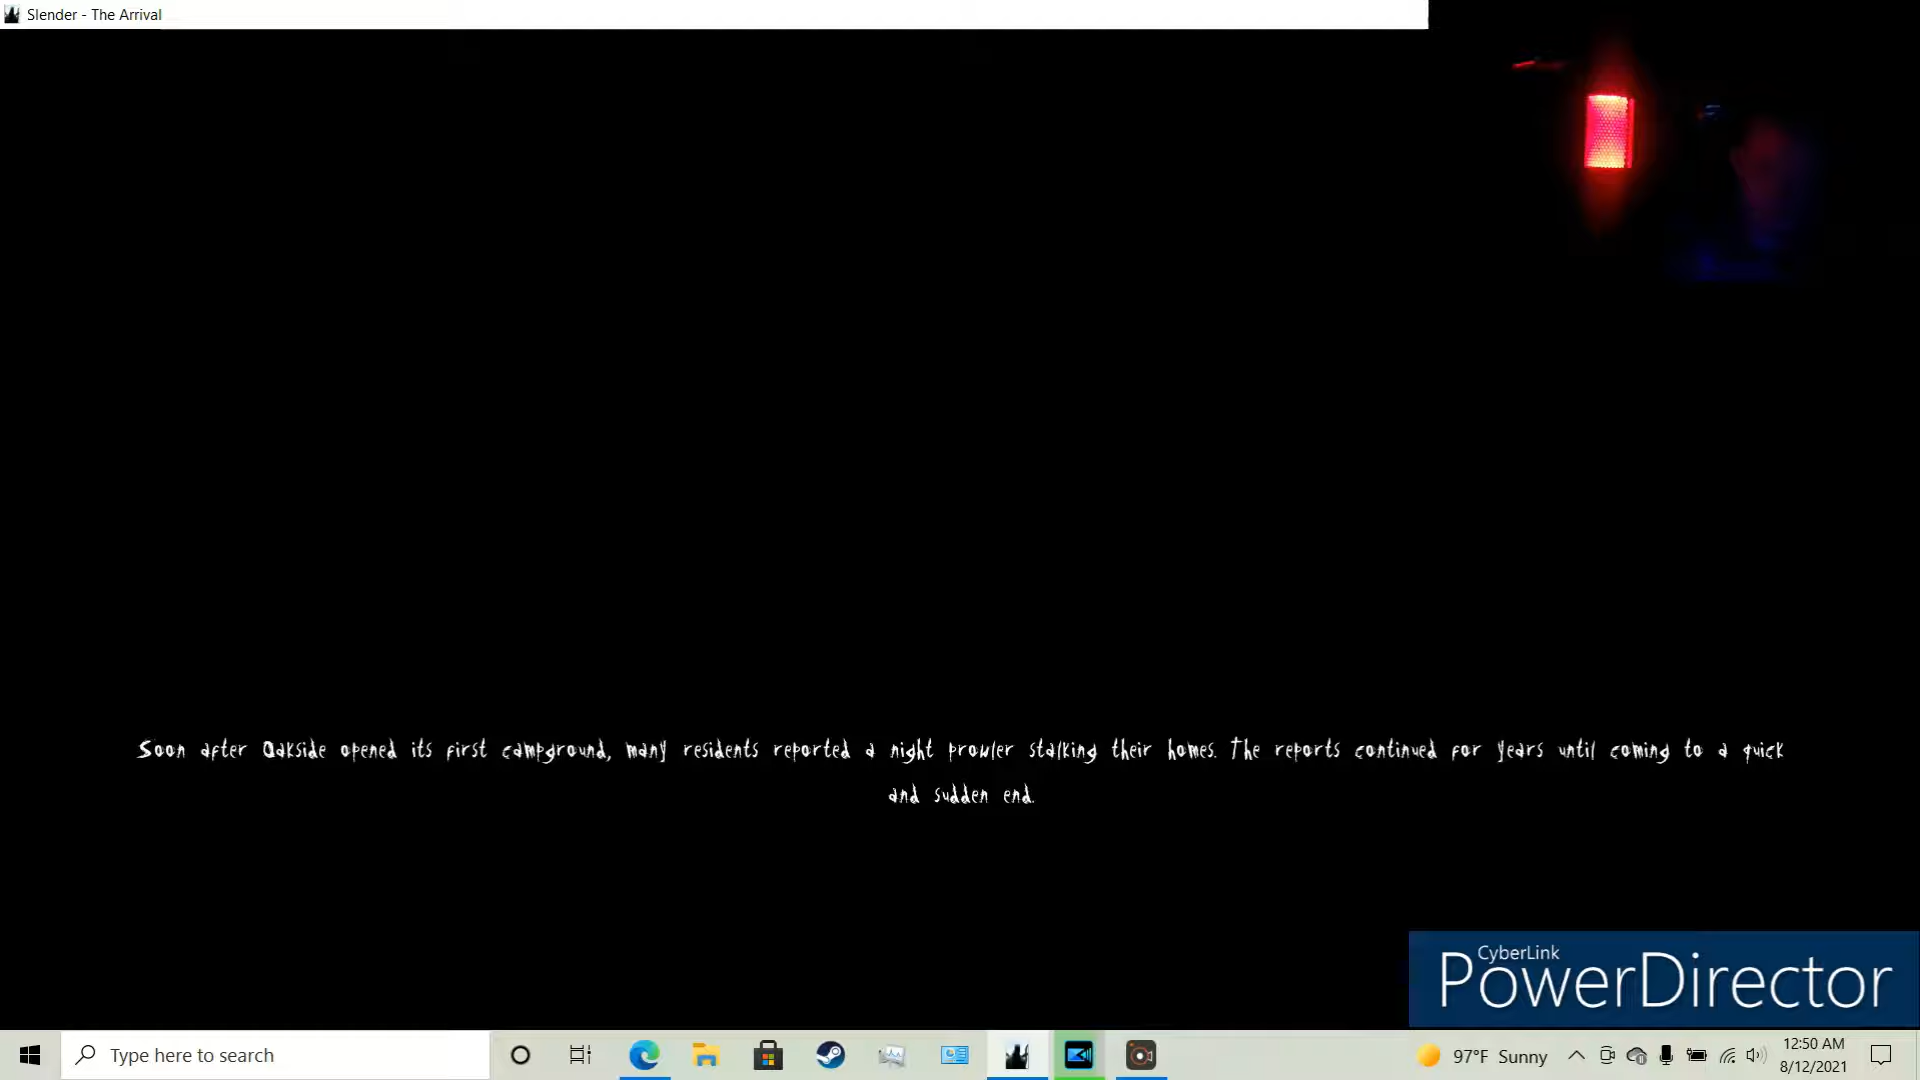 Slender - The Arrival
Soon after Oakside opened its first campground, many residents reported a night prowler stalking their homes. The reports continued for years until coming to a quick
and sudden end.
CyberLink
PowerDirector
Type here to search
97°F Sunny
12:50 AM
8/12/2021